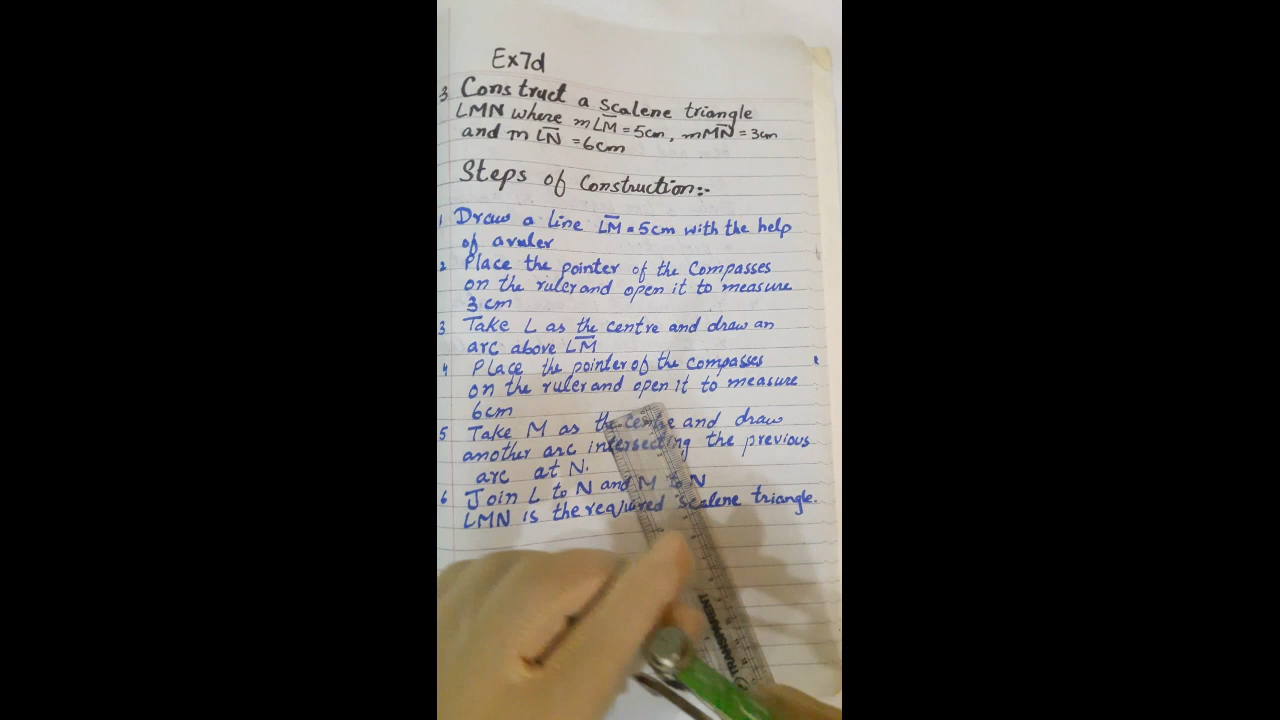 Ex7d
3 Construct a scalene triangle
LMN where mLM = 5cm, mMN = 3cm
and m LN = 6cm
Steps of Construction:-
1 Draw a line LM = 5cm with the help
of a ruler
2 Place the pointer of the Compasses
on the ruler and open it to measure
3 cm
3 Take L as the centre and draw an
arc above LM
4 Place the pointer of the compasses
on the ruler and open it to measure
6cm
5 Take M as the centre and draw
another arc intersecting the previous
arc at N.
6 Join L to N and M to N
LMN is the required scalene triangle.
TRANSPARENT